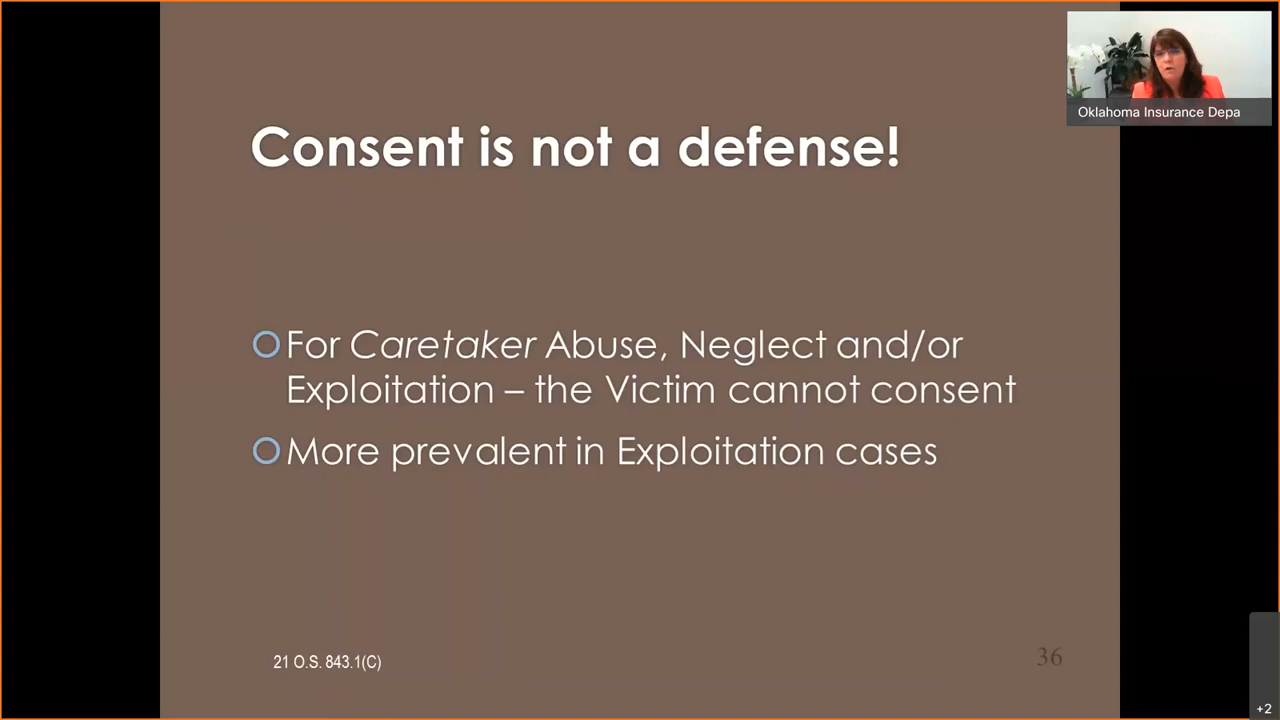 Oklahoma Insurance Depa
Consent is not a defense!
For Caretaker Abuse, Neglect and/or
Exploitation – the Victim cannot consent
More prevalent in Exploitation cases
21 O.S. 843.1(C)
36
+2